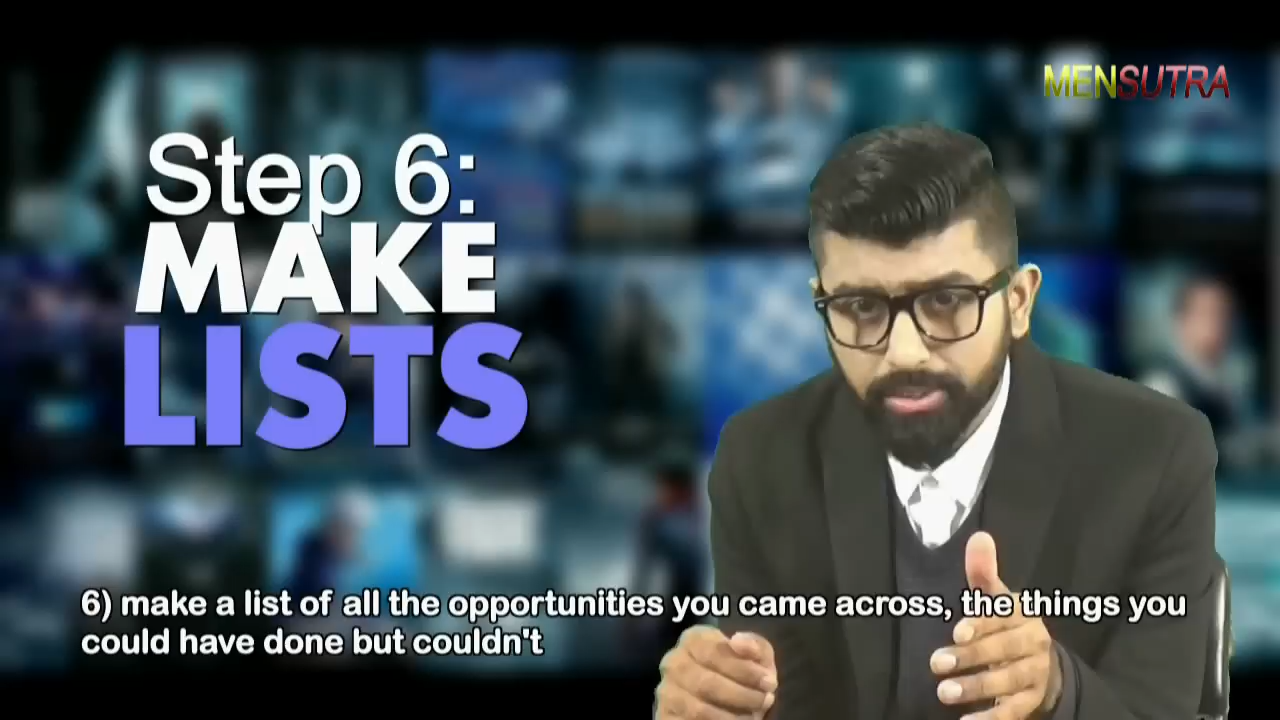 MENSUTRA
Step 6:
MAKE
LISTS
6) make a list of all the opportunities you came across, the things you
could have done but couldn't